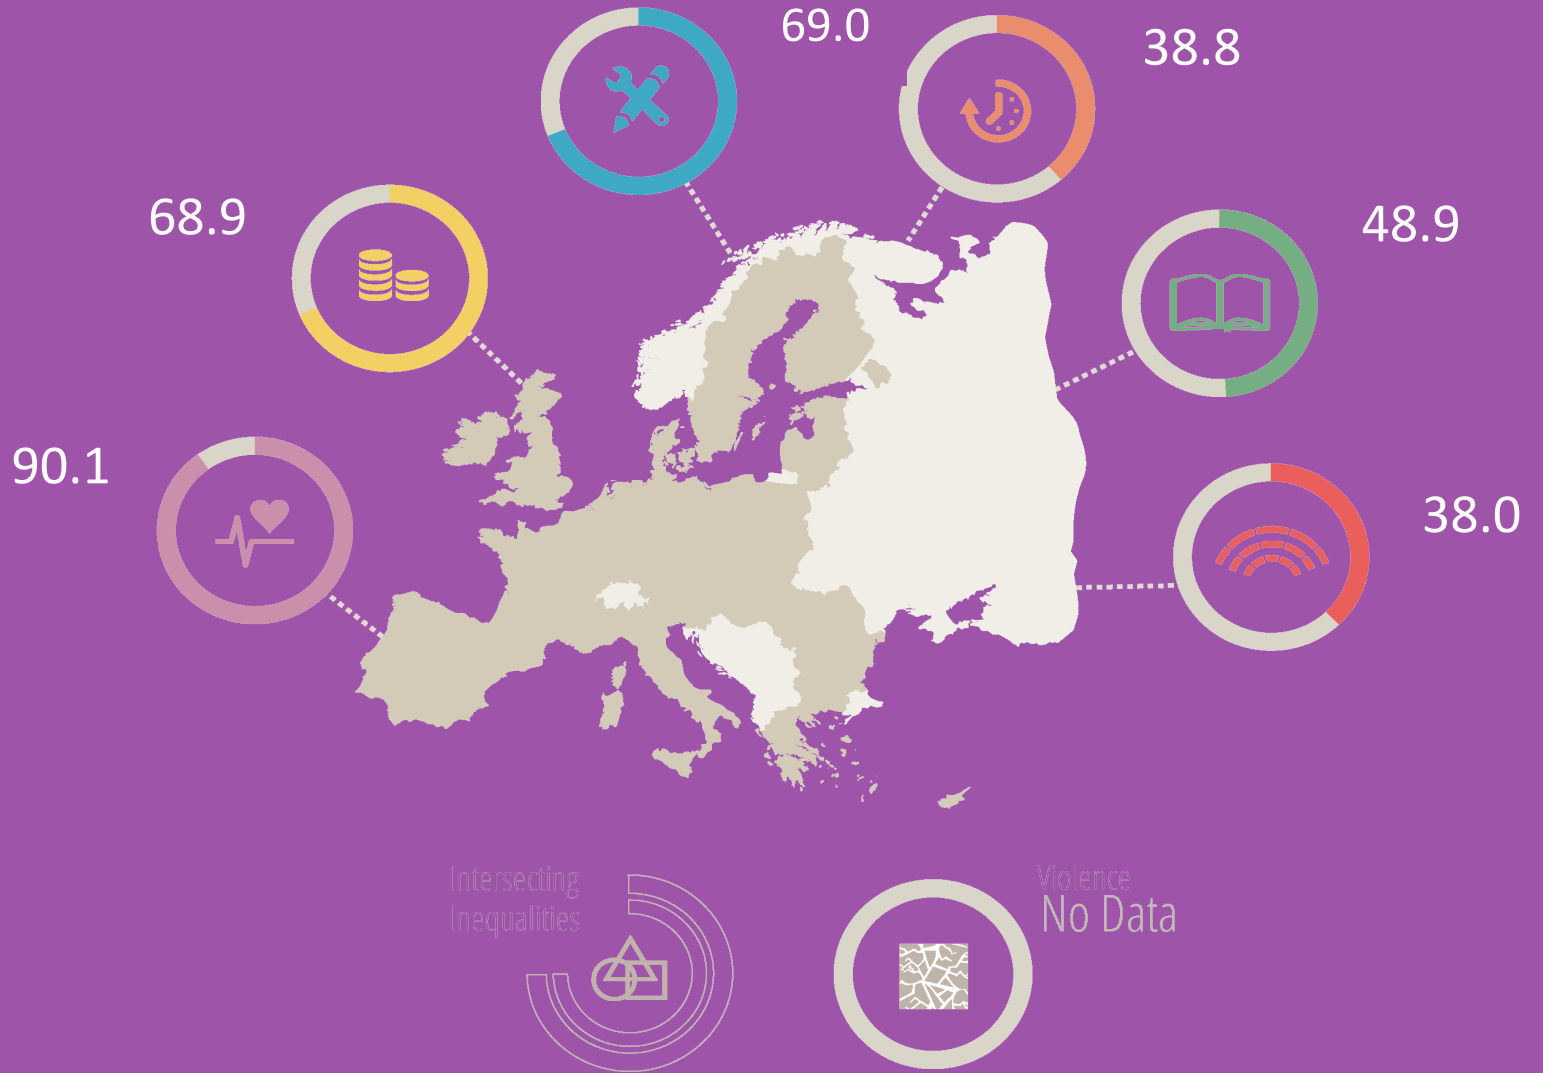 69.0
38.8
68.9
48.9
90.1
38.0
Intersecting
Inequalities
Violence
No Data